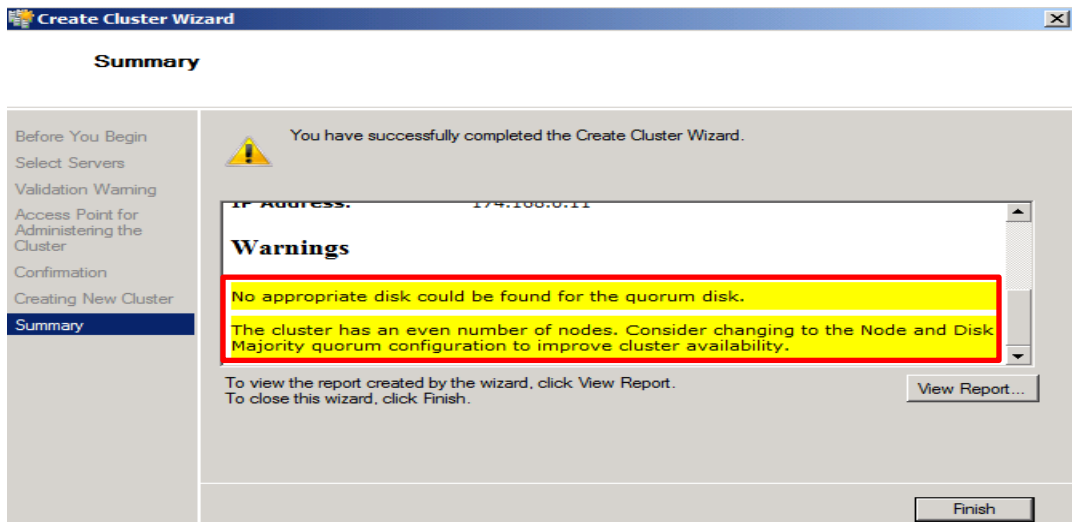 Create Cluster Wizard
Summary
Before You Begin
Select Servers
Validation Warning
Access Point for
Administering the
Cluster
Confirmation
Creating New Cluster
Summary
You have successfully completed the Create Cluster Wizard.
IP Address:
Warnings
No appropriate disk could be found for the quorum disk.
The cluster has an even number of nodes. Consider changing to the Node and Disk
Majority quorum configuration to improve cluster availability.
To view the report created by the wizard, click View Report.
To close this wizard, click Finish.
View Report...
Finish